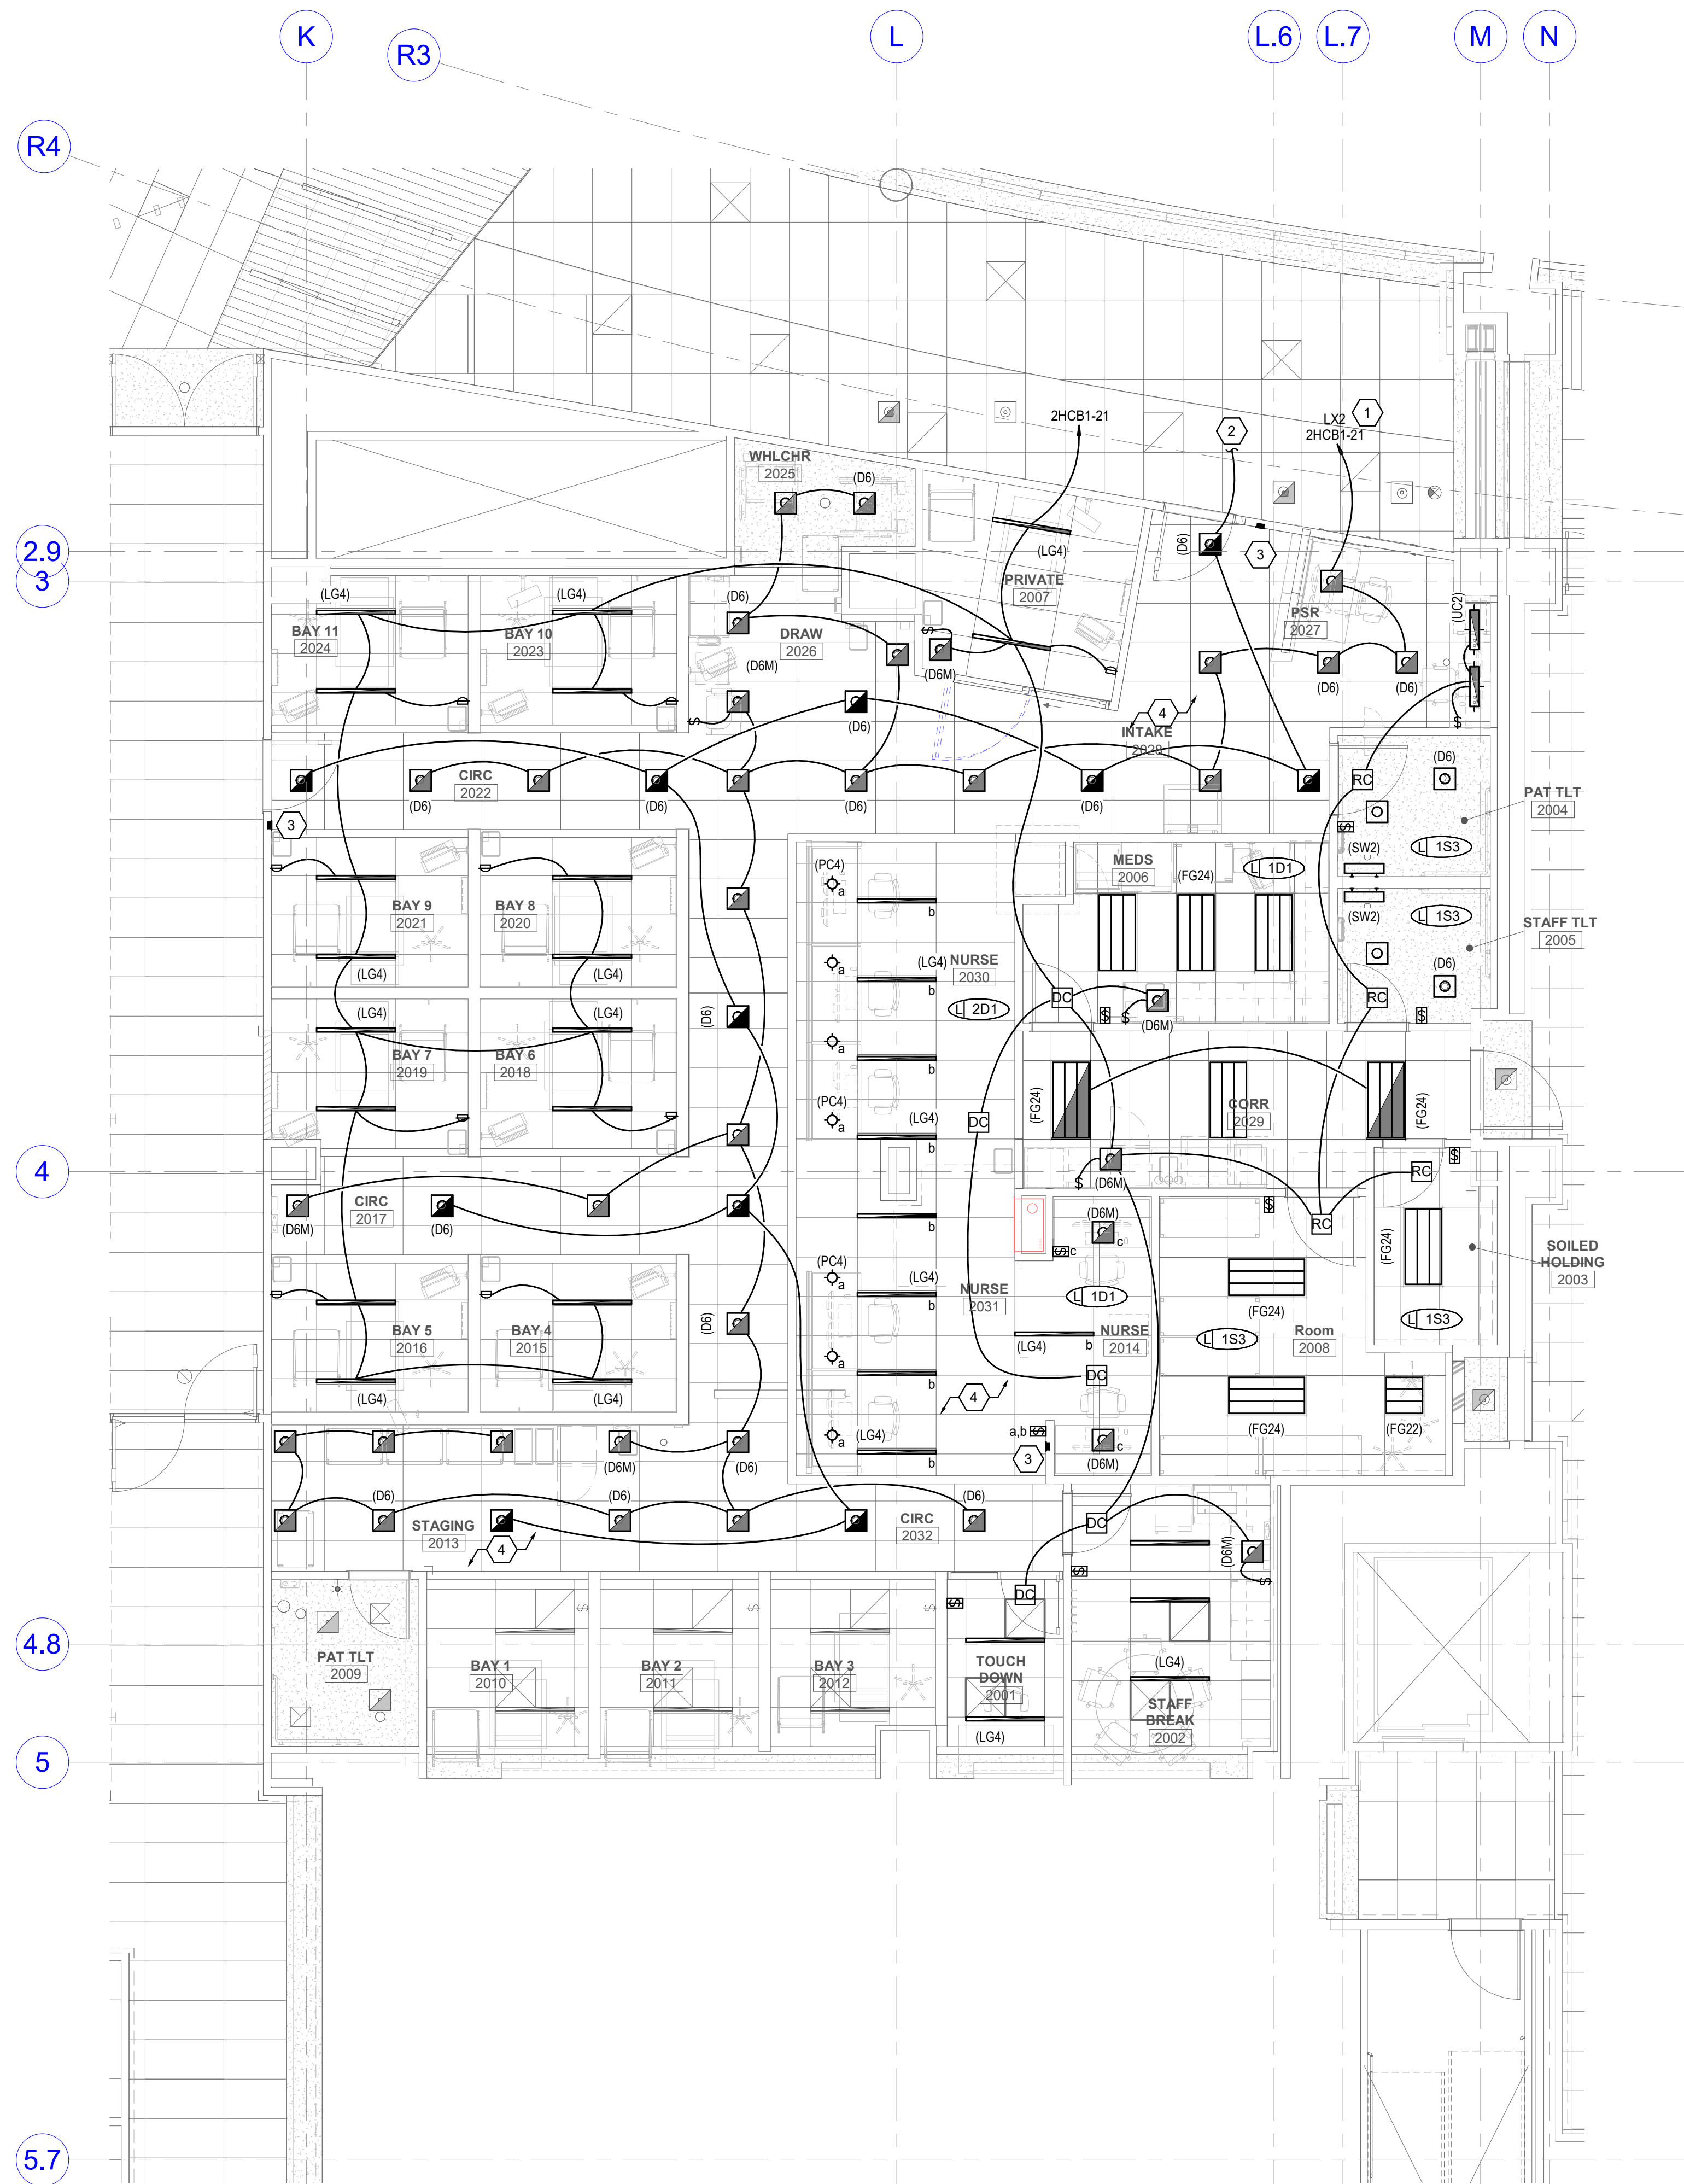 K
R3
L
L.6
L.7
M
N
R4
2HCB1-21
2
LX2
1
2HCB1-21
WHLCHR
2025
(D6)
(LG4)
(D6)
3
2.9
3
PRIVATE
2007
(LG4)
(LG4)
(D6)
(UC2)
PSR
2027
BAY 11
2024
BAY 10
2023
DRAW
2026
(D6M)
$
(D6M)
(D6)
(D6)
$
(D6)
4
$
INTAKE
2028
CIRC
2022
(D6)
(D6)
(D6)
(D6)
RC
(D6)
PAT TLT
2004
3
$
(SW2)
L 1S3
(PC4)
a
MEDS
2006
(FG24)
L 1D1
BAY 9
2021
BAY 8
2020
b
(SW2)
L 1S3
STAFF TLT
2005
(LG4)
(LG4)
a
(LG4)
b
NURSE
2030
(D6)
DC
RC
L 2D1
(LG4)
(LG4)
(D6)
$
$
(D6M)
$
BAY 7
2019
BAY 6
2018
a
b
(PC4)
a
(LG4)
b
DC
(FG24)
CORR
2029
(FG24)
$
RC
4
(D6M)
$
CIRC
2017
(D6M)
(D6)
b
(D6M)
c
$
RC
(FG24)
$
c
SOILED
HOLDING
2003
(PC4)
a
(LG4)
b
NURSE
2031
L 1D1
(FG24)
L 1S3
BAY 5
2016
BAY 4
2015
(D6)
NURSE
2014
(LG4)
b
L 1S3
Room
2008
a
b
DC
4
(LG4)
(LG4)
a
(LG4)
b
a,b
$
3
c
(D6M)
(FG24)
(FG22)
(D6M)
(D6)
(D6)
(D6)
(D6)
STAGING
2013
4
CIRC
2032
DC
(D6M)
$
$
DC
$
4.8
PAT TLT
2009
BAY 1
2010
BAY 2
2011
BAY 3
2012
$
$
$
TOUCH
DOWN
2001
(LG4)
(LG4)
STAFF
BREAK
2002
5
5.7